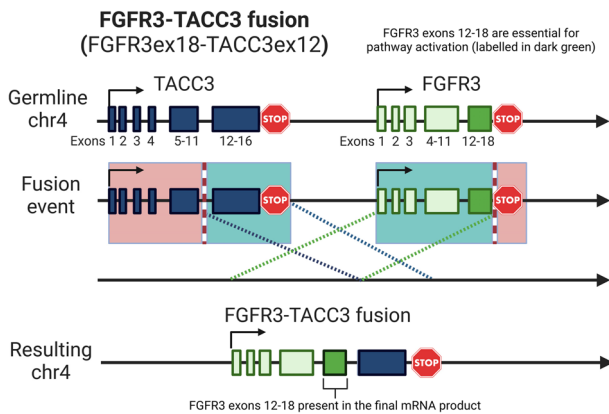 FGFR3-TACC3 fusion
(FGFR3ex18-TACC3ex12)
FGFR3 exons 12-18 are essential for
pathway activation (labelled in dark green)
TACC3
FGFR3
Germline
chr4
STOP
STOP
Exons 1 2 3 4 5-11 12-16
Exons 1 2 3 4-11 12-18
Fusion
event
STOP
STOP
FGFR3-TACC3 fusion
Resulting
chr4
STOP
FGFR3 exons 12-18 present in the final mRNA product